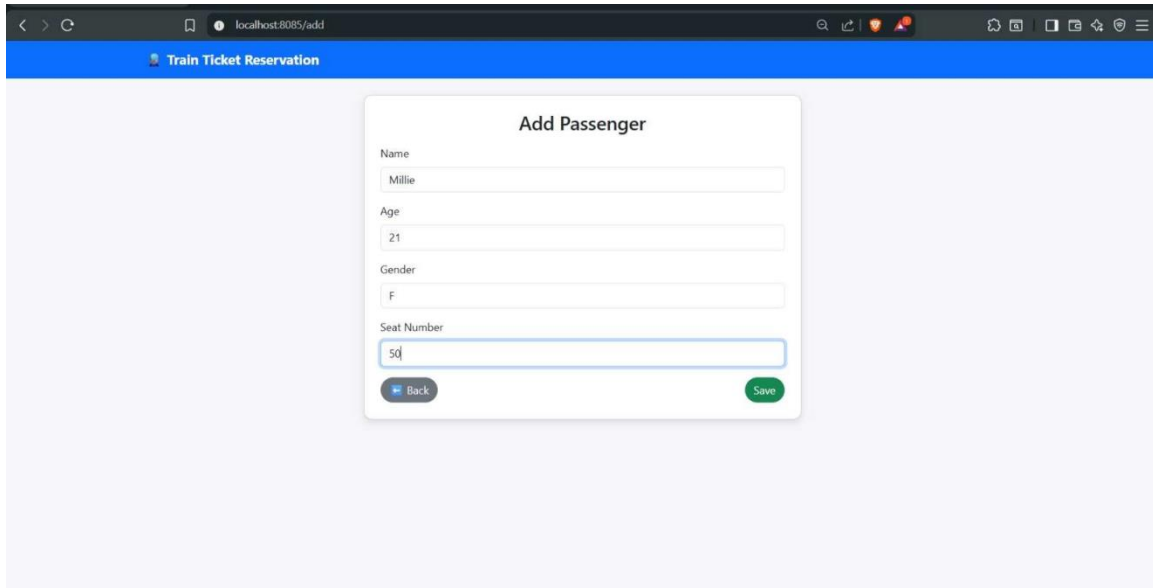 localhost:8085/add
Train Ticket Reservation
Add Passenger
Name
Millie
Age
21
Gender
F
Seat Number
50
Back
Save